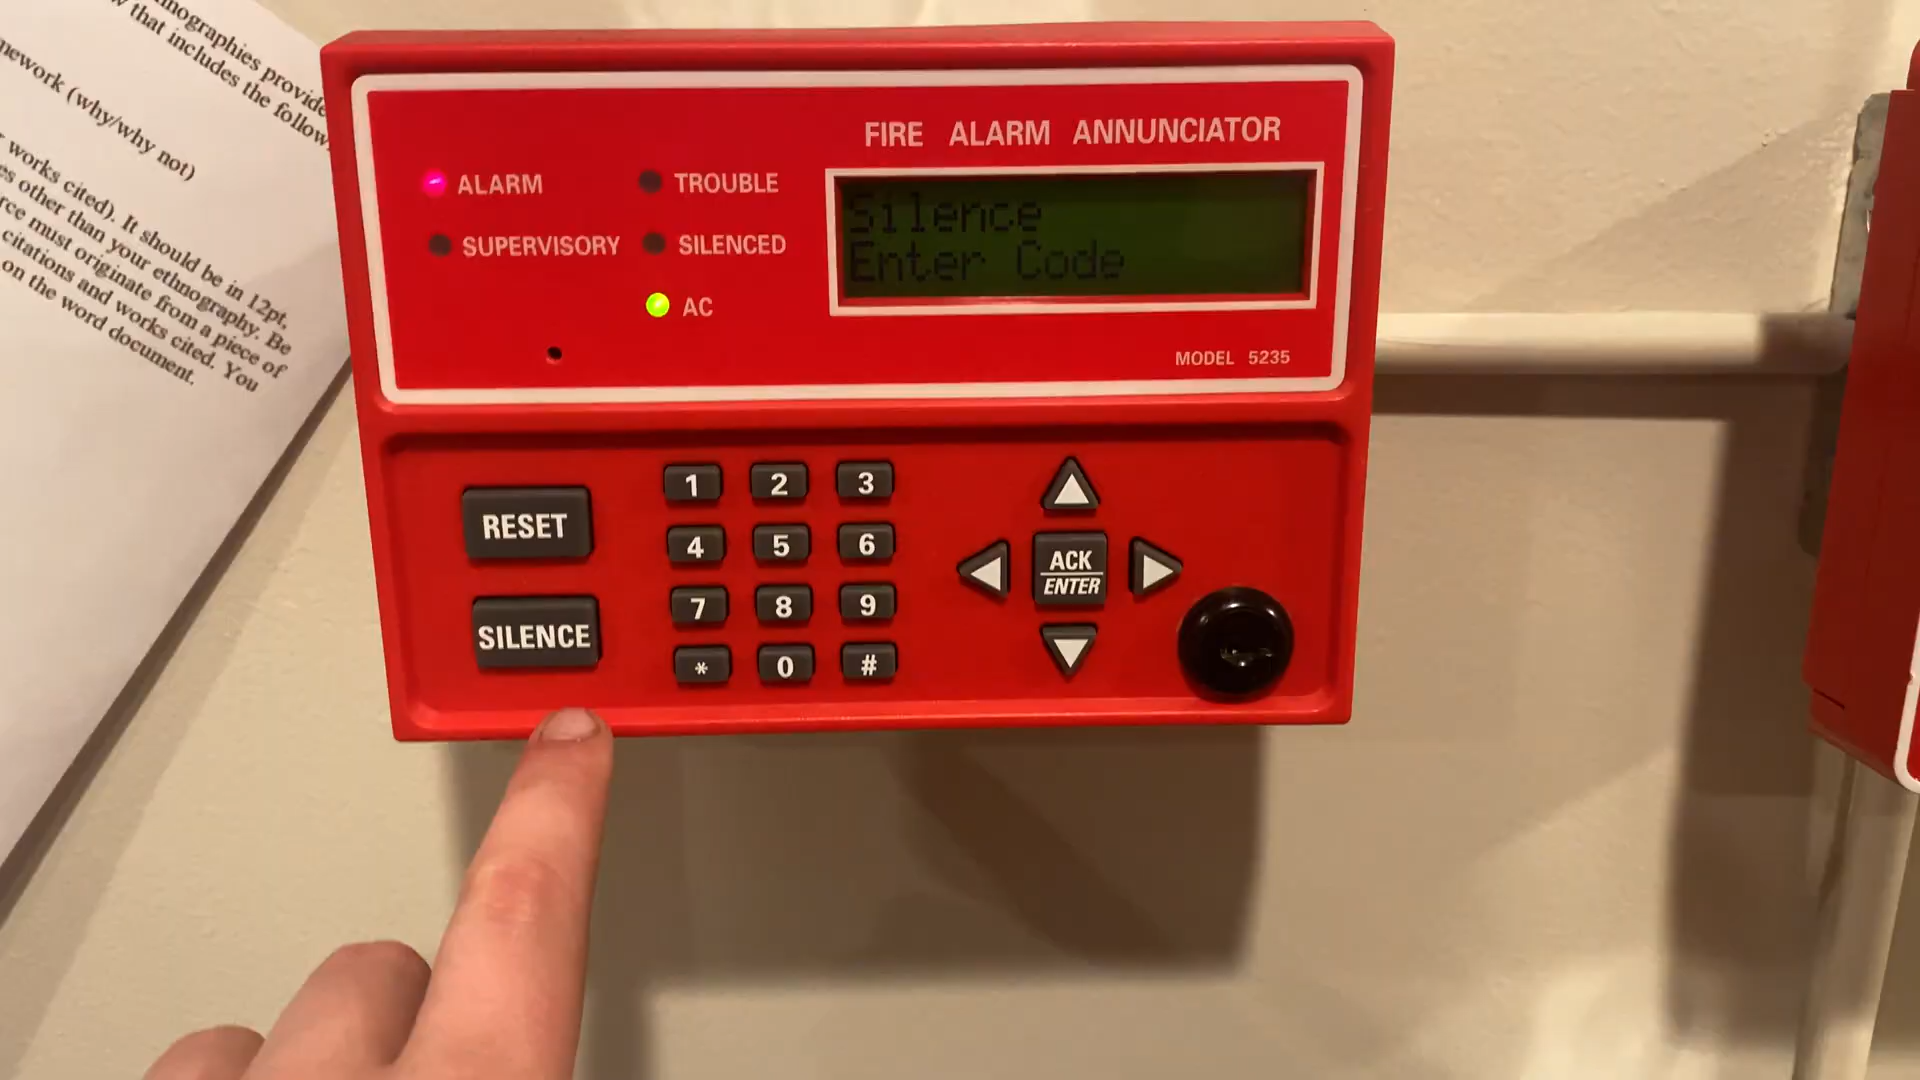 nographies provide
that includes the follow
mework (why/why not)
works cited). It should be in 12pt,
es other than your ethnography. Be
rce must originate from a piece of
citations and works cited. You
on the word document.
FIRE ALARM ANNUNCIATOR
ALARM
TROUBLE
SUPERVISORY
SILENCED
AC
Silence
Enter Code
MODEL 5235
RESET
SILENCE
1 2 3
4 5 6
7 8 9
* 0 #
ACK
ENTER